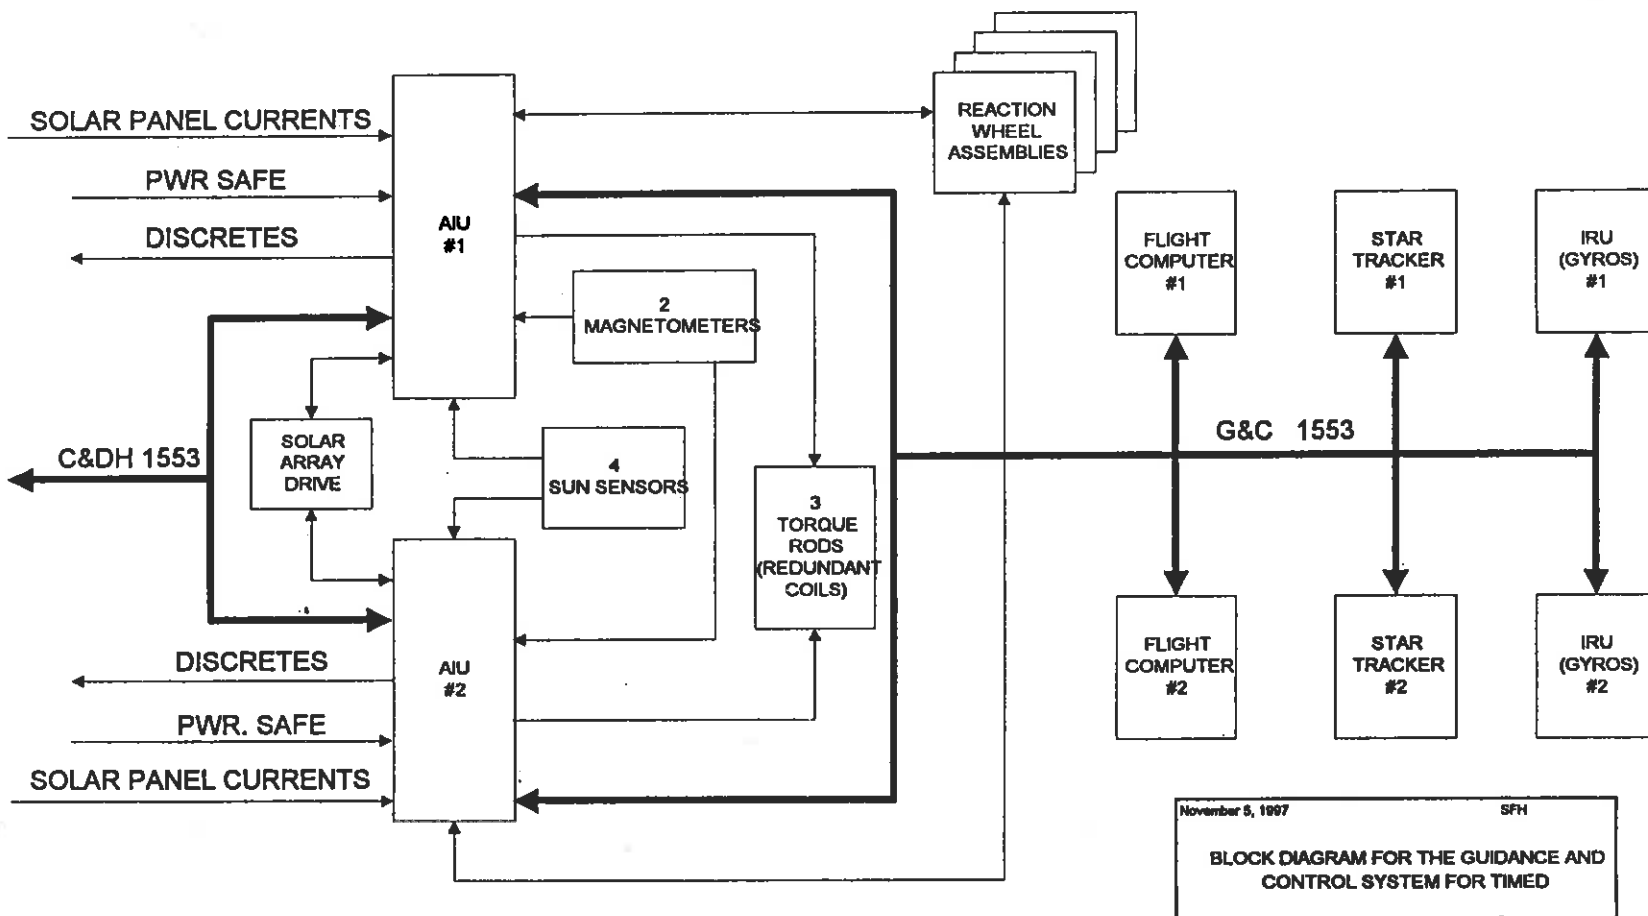 SOLAR PANEL CURRENTS
PWR SAFE
DISCRETES
AIU
#1
REACTION
WHEEL
ASSEMBLIES
2
MAGNETOMETERS
FLIGHT
COMPUTER
#1
STAR
TRACKER
#1
IRU
(GYROS)
#1
C&DH 1553
SOLAR
ARRAY
DRIVE
4
SUN SENSORS
3
TORQUE
RODS
(REDUNDANT
COILS)
G&C 1553
DISCRETES
PWR. SAFE
SOLAR PANEL CURRENTS
AIU
#2
FLIGHT
COMPUTER
#2
STAR
TRACKER
#2
IRU
(GYROS)
#2
November 5, 1997 SFH
BLOCK DIAGRAM FOR THE GUIDANCE AND
CONTROL SYSTEM FOR TIMED